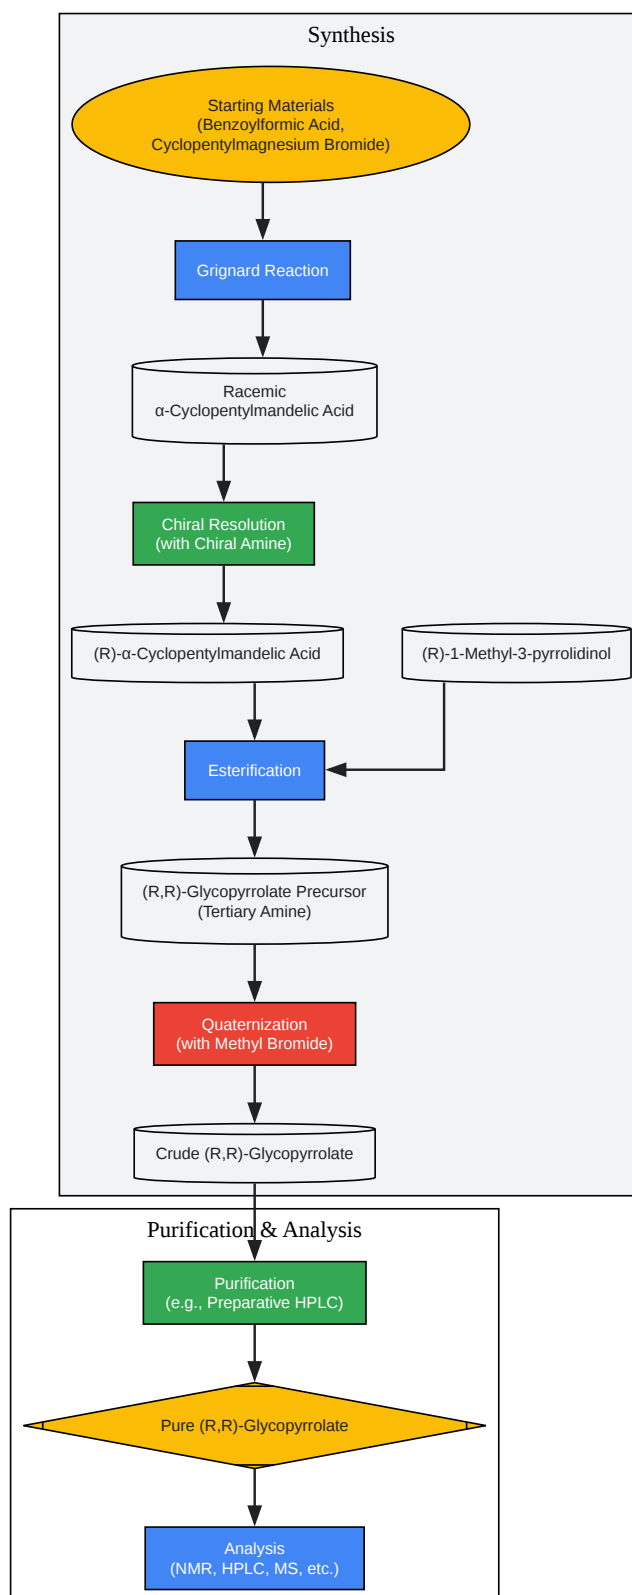 Synthesis
Starting Materials
(Benzoylformic Acid,
Cyclopentylmagnesium Bromide)
Grignard Reaction
Racemic
α-Cyclopentylmandelic Acid
Chiral Resolution
(with Chiral Amine)
(R)-α-Cyclopentylmandelic Acid
(R)-1-Methyl-3-pyrrolidinol
Esterification
(R,R)-Glycopyrrolate Precursor
(Tertiary Amine)
Quaternization
(with Methyl Bromide)
Crude (R,R)-Glycopyrrolate
Purification & Analysis
Purification
(e.g., Preparative HPLC)
Pure (R,R)-Glycopyrrolate
Analysis
(NMR, HPLC, MS, etc.)